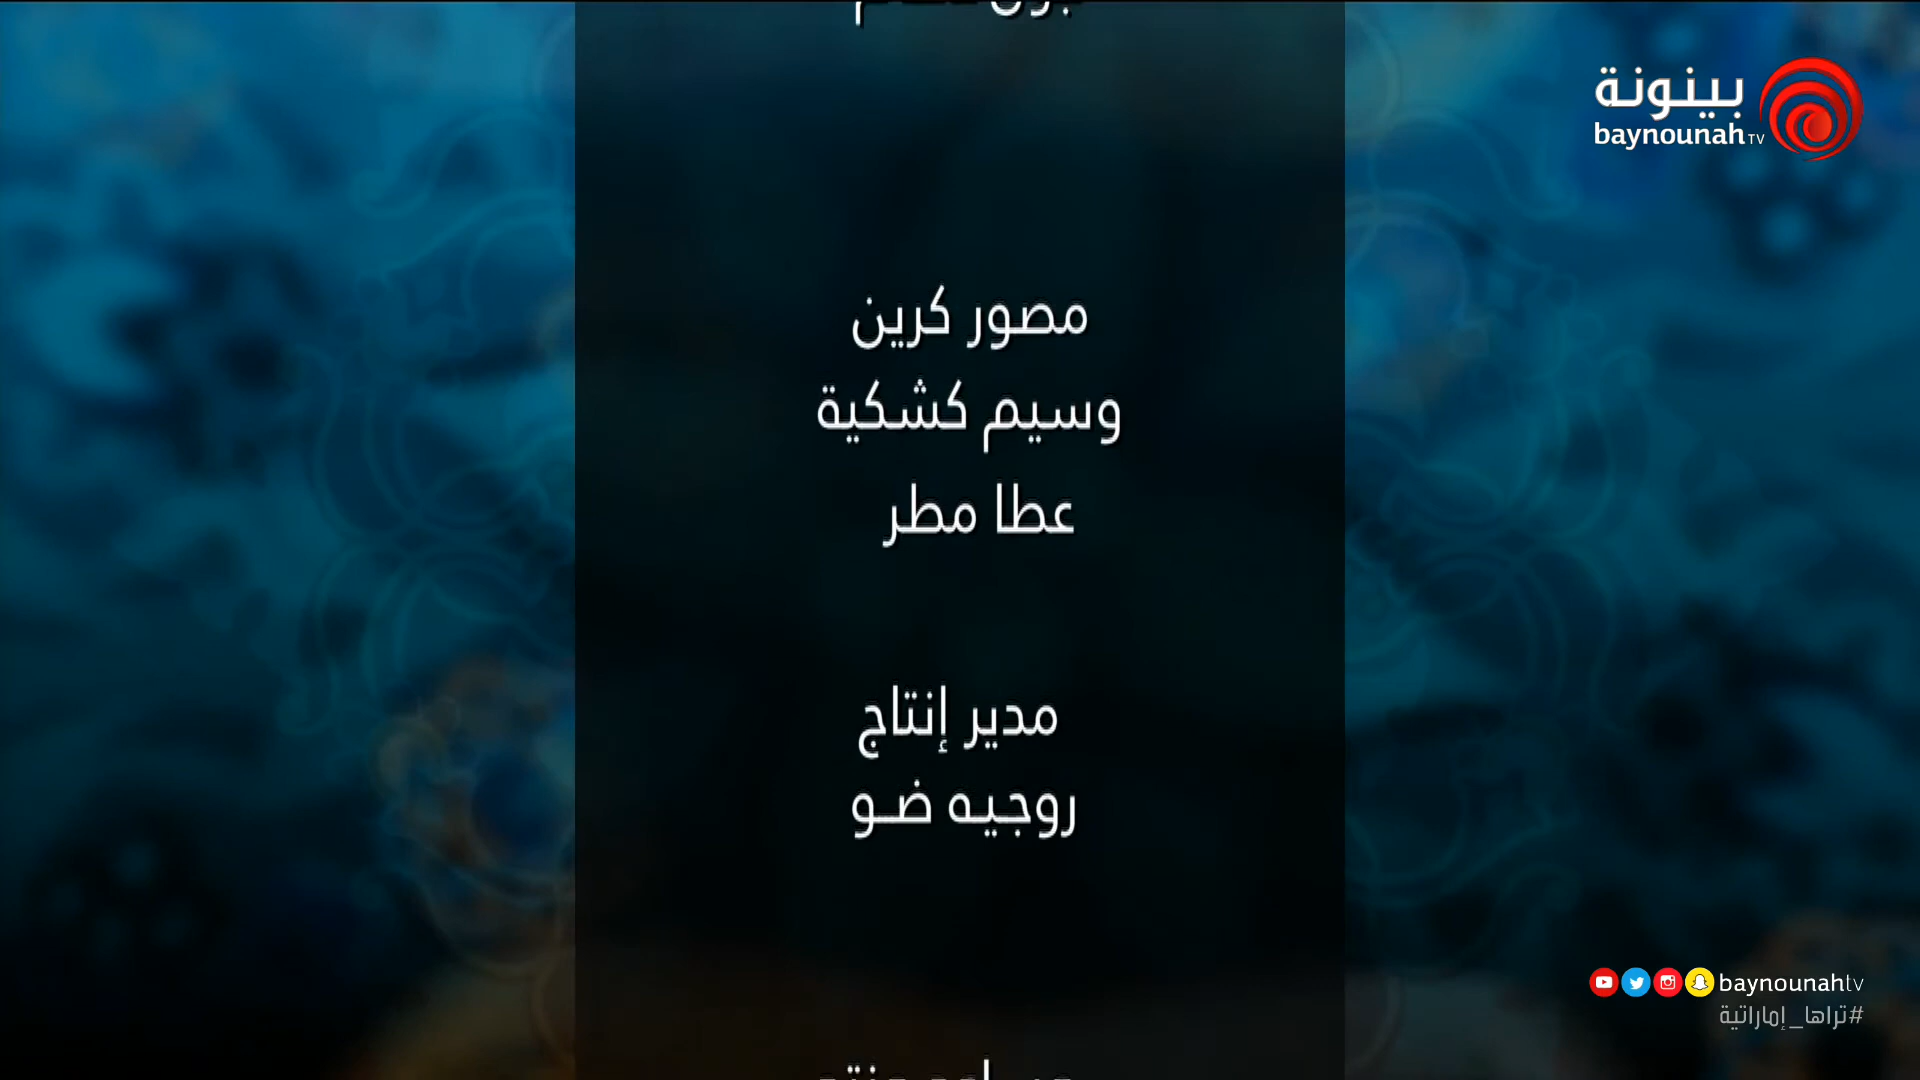 بينونة
baynounah TV
مصور كرين
وسيم كشكية
عطا مطر
مدير إنتاج
روجيه ضو
baynounahtv
#تراها_إماراتية